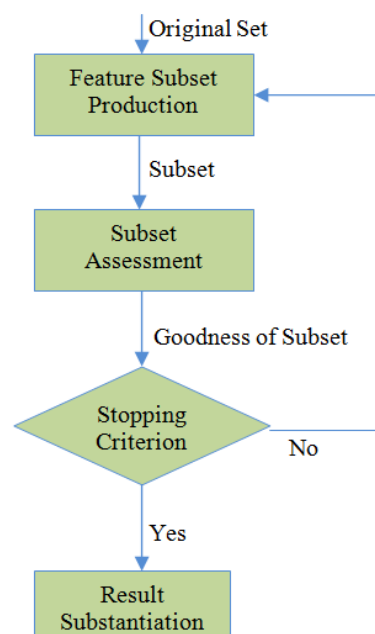 Original Set
Feature Subset
Production
Subset
Subset
Assessment
Goodness of Subset
Stopping
Criterion
No
Yes
Result
Substantiation